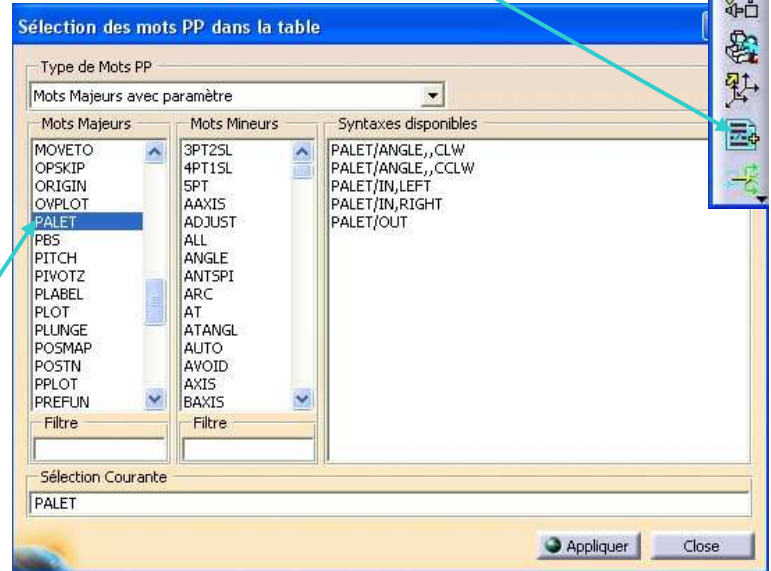 Sélection des mots PP dans la table
Type de Mots PP
Mots Majeurs avec paramètre
Mots Majeurs
MOVETO
OPSKIP
ORIGIN
OVPLOT
PALET
PBS
PITCH
PIVOTZ
PLABEL
PLOT
PLUNGE
POSMAP
POSTN
PPLOT
PREFUN
Filtre
Mots Mineurs
3PT2SL
4PT1SL
5PT
AAXIS
ADJUST
ALL
ANGLE
ANTSPI
ARC
AT
ATANGL
AUTO
AVOID
AXIS
BAXIS
Filtre
Syntaxes disponibles
PALET/ANGLE,,CLW
PALET/ANGLE,,CCLW
PALET/IN,LEFT
PALET/IN,RIGHT
PALET/OUT
Sélection Courante
PALET
Appliquer
Close